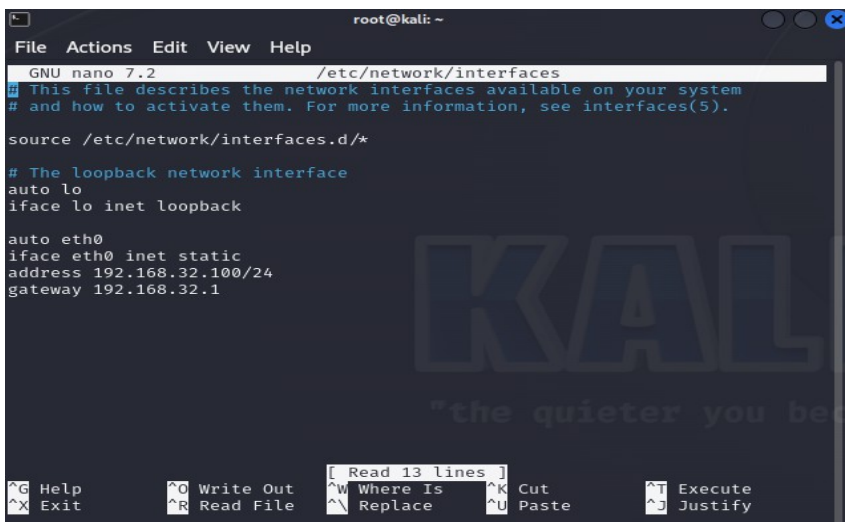 root@kali: ~
File Actions Edit View Help
GNU nano 7.2 /etc/network/interfaces
# This file describes the network interfaces available on your system
# and how to activate them. For more information, see interfaces(5).
source /etc/network/interfaces.d/*
# The loopback network interface
auto lo
iface lo inet loopback
auto eth0
iface eth0 inet static
address 192.168.32.100/24
gateway 192.168.32.1
KAL
"the quieter you bec
[ Read 13 lines ]
^G Help ^O Write Out ^W Where Is ^K Cut ^T Execute
^X Exit ^R Read File ^\ Replace ^U Paste ^J Justify